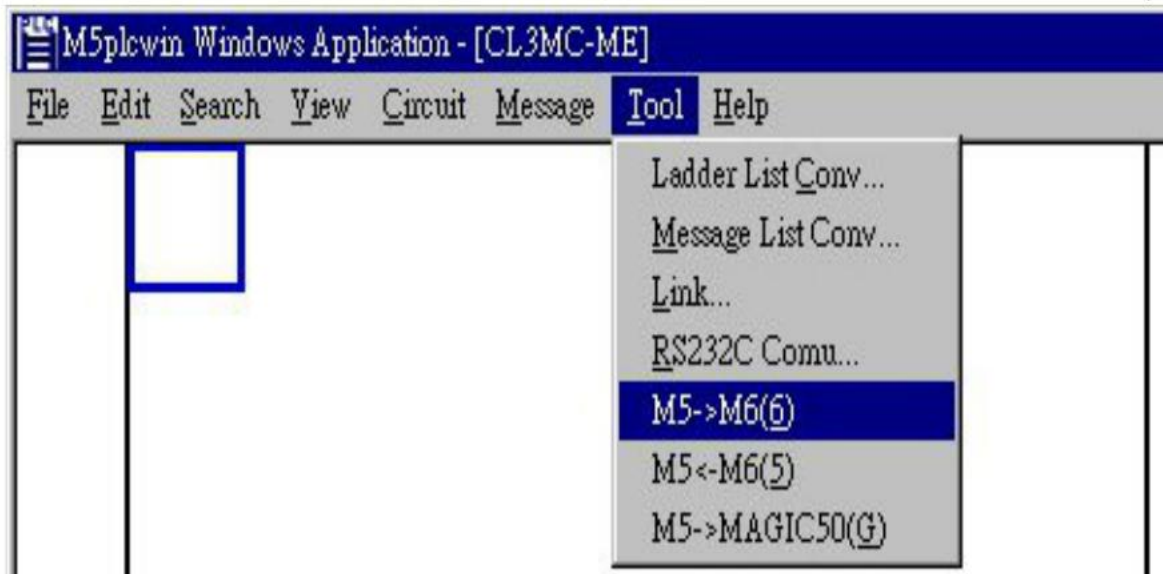 M5plcwin Windows Application - [CL3MC-ME]
File Edit Search View Circuit Message Tool Help
Ladder List Conv...
Message List Conv...
Link...
RS232C Comu...
M5->M6(6)
M5<-M6(5)
M5->MAGIC50(G)